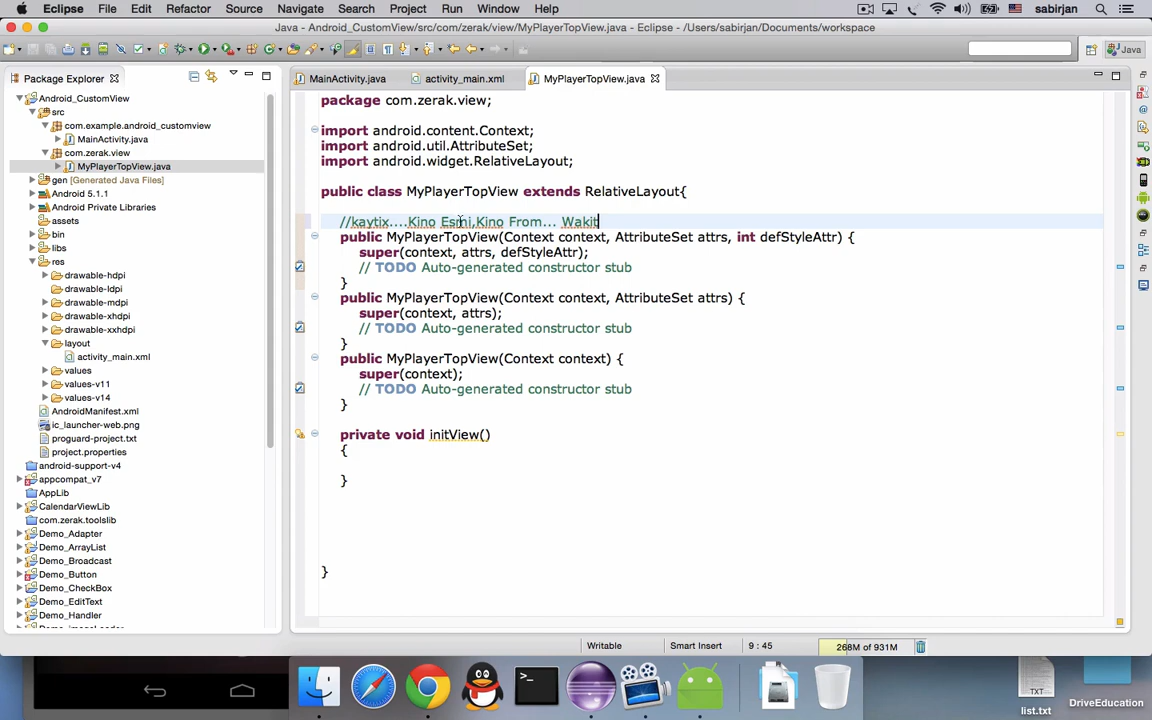 Eclipse File Edit Refactor Source Navigate Search Project Run Window Help sabirjan
Java - Android_CustomView/src/com/zerak/view/MyPlayerTopView.java - Eclipse - /Users/sabirjan/Documents/workspace
Java
Package Explorer
MainActivity.java activity_main.xml MyPlayerTopView.java
Android_CustomView
src
com.example.android_customview
MainActivity.java
com.zerak.view
MyPlayerTopView.java
gen [Generated Java Files]
Android 5.1.1
Android Private Libraries
assets
bin
libs
res
drawable-hdpi
drawable-ldpi
drawable-mdpi
drawable-xhdpi
drawable-xxhdpi
layout
activity_main.xml
values
values-v11
values-v14
AndroidManifest.xml
ic_launcher-web.png
proguard-project.txt
project.properties
android-support-v4
appcompat_v7
AppLib
CalendarViewLib
com.zerak.toolslib
Demo_Adapter
Demo_ArrayList
Demo_Broadcast
Demo_Button
Demo_CheckBox
Demo_EditText
Demo_Handler
package com.zerak.view;
import android.content.Context;
import android.util.AttributeSet;
import android.widget.RelativeLayout;
public class MyPlayerTopView extends RelativeLayout{
//kaytix....Kino Esmi,Kino From... Wakit
public MyPlayerTopView(Context context, AttributeSet attrs, int defStyleAttr) {
super(context, attrs, defStyleAttr);
// TODO Auto-generated constructor stub
}
public MyPlayerTopView(Context context, AttributeSet attrs) {
super(context, attrs);
// TODO Auto-generated constructor stub
}
public MyPlayerTopView(Context context) {
super(context);
// TODO Auto-generated constructor stub
}
private void initView()
{
}
}
Writable Smart Insert 9 : 45 268M of 931M
TXT
list.txt
DriveEducation